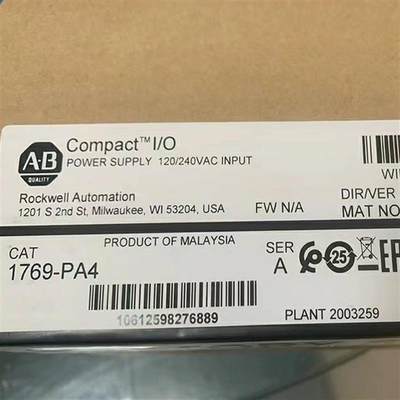 A-B
QUALITY
Compact™ I/O
POWER SUPPLY 120/240VAC INPUT
Rockwell Automation
1201 S 2nd St, Milwaukee, WI 53204, USA
FW N/A
DIR/VER
MAT NO
CAT
1769-PA4
PRODUCT OF MALAYSIA
SER
A
25
10612598276889
PLANT 2003259